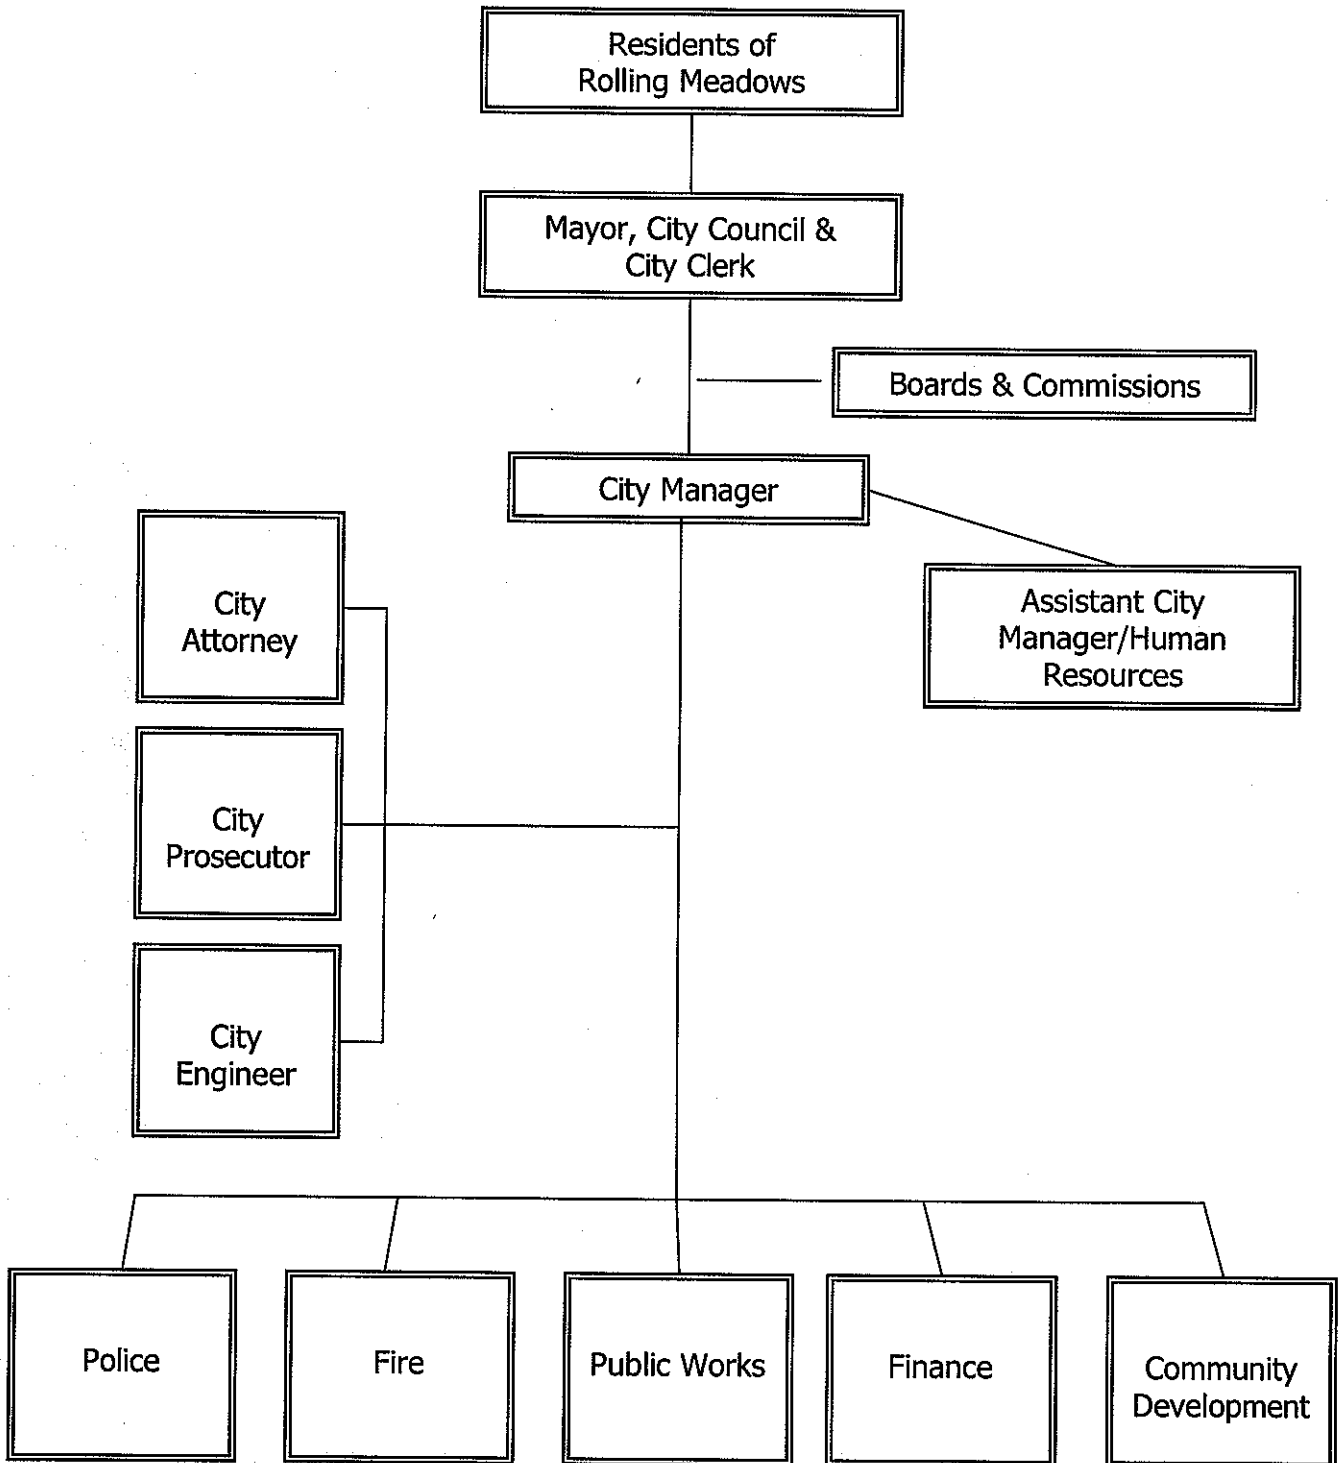 Residents of
Rolling Meadows
Mayor, City Council &
City Clerk
Boards & Commissions
City Manager
Assistant City
Manager/Human
Resources
City
Attorney
City
Prosecutor
City
Engineer
Police
Fire
Public Works
Finance
Community
Development